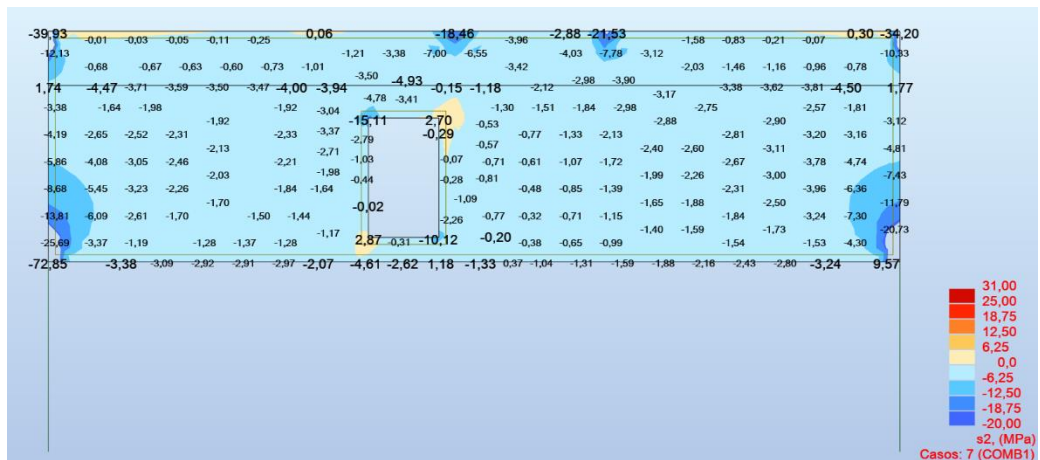 -39,93 0,06 -18,46 -2,88 -21,53 0,30 -34,20
-0,01 -0,03 -0,05 -0,11 -0,25 -3,96 -1,58 -0,83 -0,21 -0,07
-12,13 -1,21 -3,38 -7,00 -6,55 -4,03 -7,78 -3,12 -10,33
-0,68 -0,67 -0,63 -0,60 -0,73 -1,01 -3,42 -2,03 -1,46 -1,16 -0,96 -0,78
-3,50 -4,93 -2,98 -3,90
1,74 -4,47 -3,71 -3,59 -3,50 -3,47 -4,00 -3,94 -0,15 -1,18 -2,12 -3,17 -3,38 -3,62 -3,81 -4,50 1,77
-4,78 -3,41
-3,38 -1,64 -1,98 -1,92 -3,04 -1,30 -1,51 -1,84 -2,98 -2,75 -2,57 -1,81
-1,92 -15,11 2,70 -0,53 -2,88 -2,90 -3,12
-4,19 -2,65 -2,52 -2,31 -2,33 -3,37 -2,79 -0,29 -0,77 -1,33 -2,13 -2,81 -3,20 -3,16
-2,13 -2,71 -0,57 -2,40 -2,60 -3,11 -4,81
-5,86 -4,08 -3,05 -2,46 -2,21 -1,03 -0,07 -0,71 -0,61 -1,07 -1,72 -2,67 -3,78 -4,74
-2,03 -1,98 -0,44 -0,28 -0,81 -1,99 -2,26 -3,00 -7,43
-8,68 -5,45 -3,23 -2,26 -1,84 -1,64 -0,48 -0,85 -1,39 -2,31 -3,96 -6,36
-1,70 -0,02 -1,09 -1,65 -1,88 -2,50 -11,79
-13,81 -6,09 -2,61 -1,70 -1,50 -1,44 -2,26 -0,77 -0,32 -0,71 -1,15 -1,84 -3,24 -7,30
-1,17 -1,40 -1,59 -1,73 -20,73
-25,69 -3,37 -1,19 -1,28 -1,37 -1,28 2,87 -0,31 -10,12 -0,20 -0,38 -0,65 -0,99 -1,54 -1,53 -4,30
-72,85 -3,38 -3,09 -2,92 -2,91 -2,97 -2,07 -4,61 -2,62 1,18 -1,33 0,37 -1,04 -1,31 -1,59 -1,88 -2,16 -2,43 -2,80 -3,24 9,57
31,00
25,00
18,75
12,50
6,25
0,0
-6,25
-12,50
-18,75
-20,00
s2, (MPa)
Casos: 7 (COMB1)